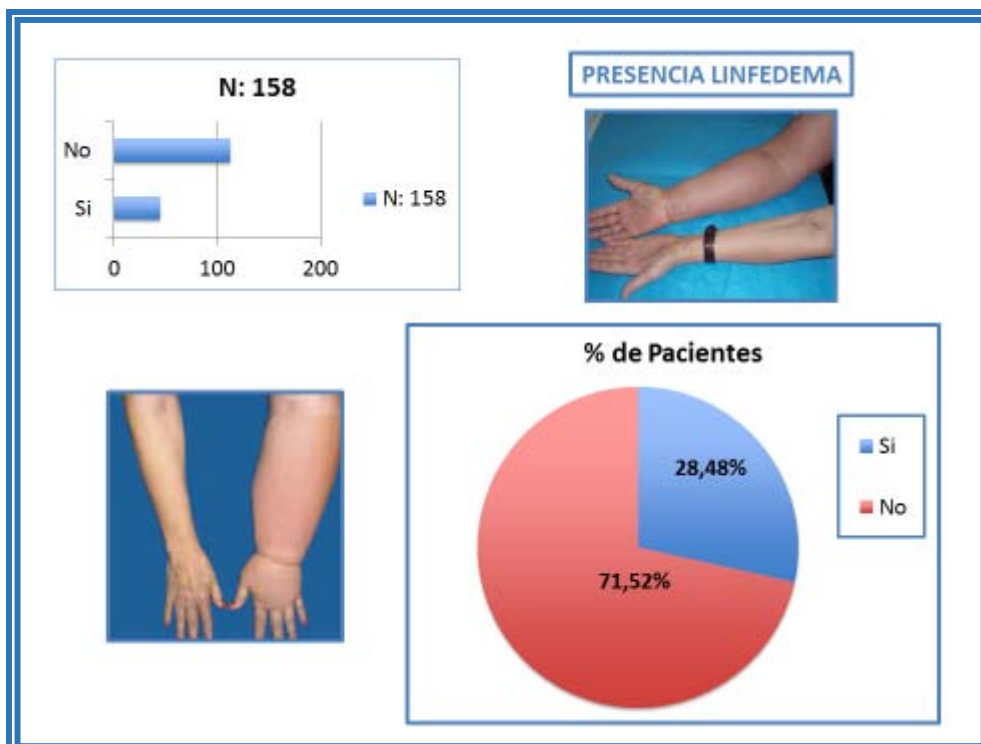 N: 158
No
Si
0 100 200
N: 158
PRESENCIA LINFEDEMA
% de Pacientes
28,48%
71,52%
Si
No